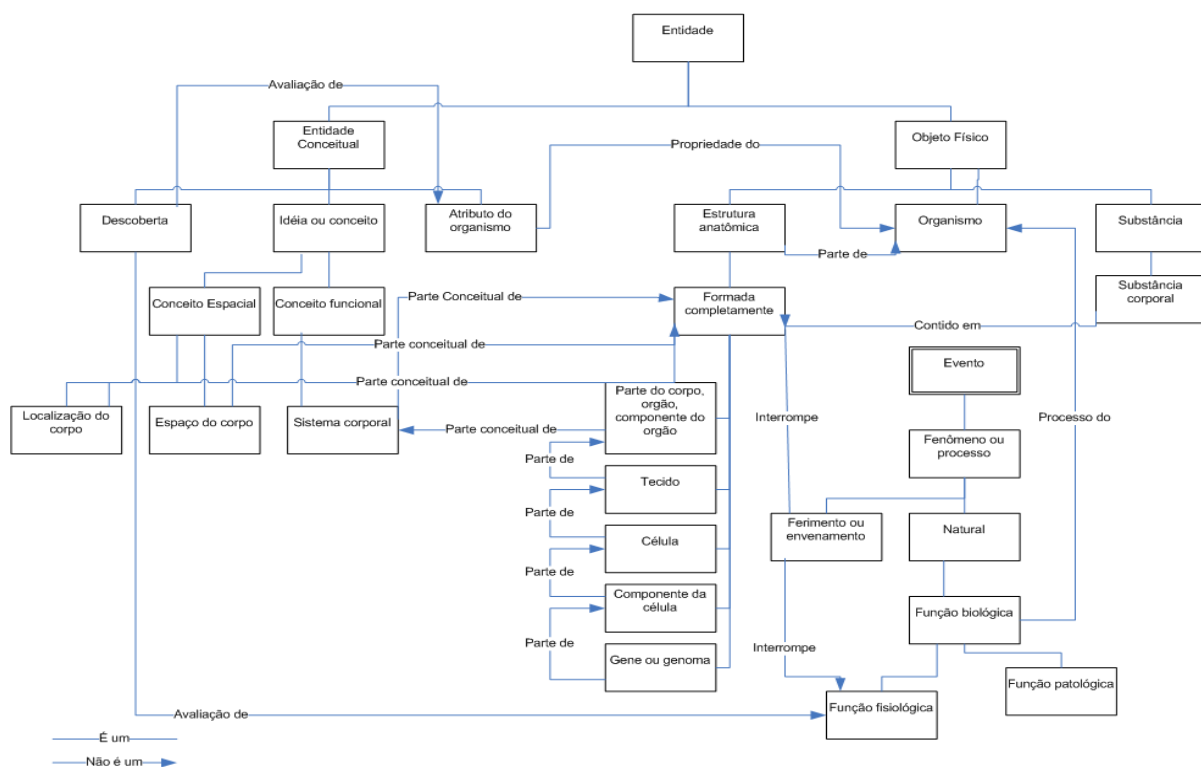 Entidade
Avaliação de
Entidade
Conceitual
Objeto Físico
Propriedade do
Descoberta
Idéia ou conceito
Atributo do
organismo
Estrutura
anatômica
Organismo
Substância
Parte de
Conceito Espacial
Conceito funcional
Parte Conceitual de
Formada
completamente
Substância
corporal
Contido em
Parte conceitual de
Evento
Parte conceitual de
Localização do
corpo
Espaço do corpo
Sistema corporal
Parte conceitual de
Parte do corpo,
orgão,
componente do
orgão
Interrompe
Processo do
Fenômeno ou
processo
Parte de
Tecido
Parte de
Ferimento ou
envenamento
Natural
Célula
Parte de
Componente da
célula
Função biológica
Parte de
Gene ou genoma
Interrompe
Função patológica
Função fisiológica
Avaliação de
É um
Não é um